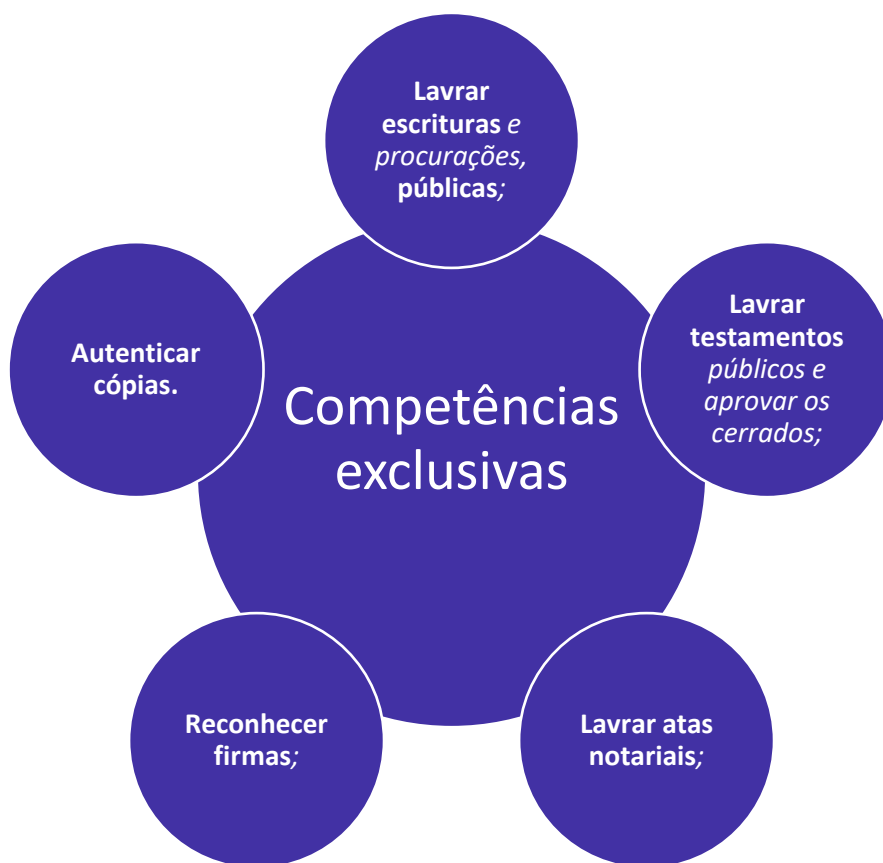 Lavrar
escrituras e
procurações,
públicas;
Lavrar
testamentos
públicos e
aprovar os
cerrados;
Autenticar
cópias.
Competências
exclusivas
Reconhecer
firmas;
Lavrar atas
notariais;